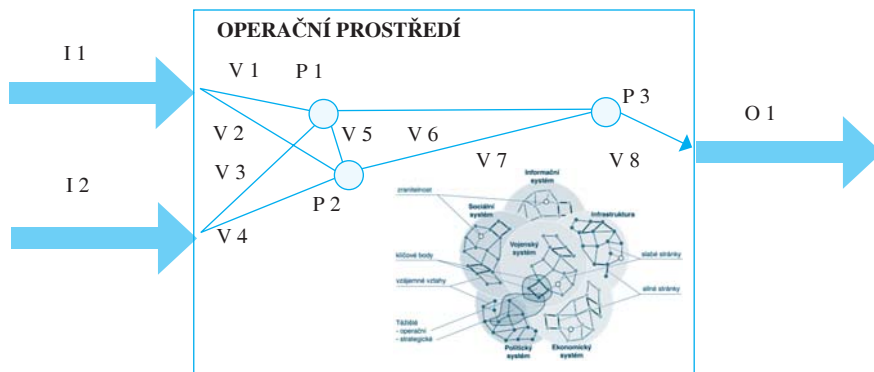 OPERAČNÍ PROSTŘEDÍ
I 1
V 1
P 1
P 3
O 1
V 2
V 5
V 6
V 3
V 7
V 8
I 2
P 2
V 4
Informační
systém
zranitelnost
Sociální
systém
Infrastruktura
Vojenský
systém
klíčové body
slabé stránky
vzájemné vztahy
silné stránky
Těžiště
- operační
- strategické
Politický
systém
Ekonomický
systém